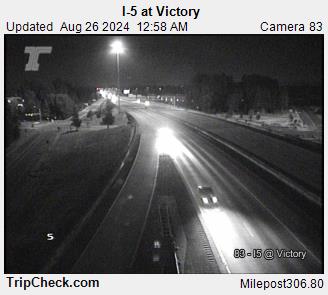 I-5 at Victory
Updated Aug 26 2024 12:58 AM Camera 83
T
S
83 - I5 @ Victory
TripCheck.com Milepost306.80